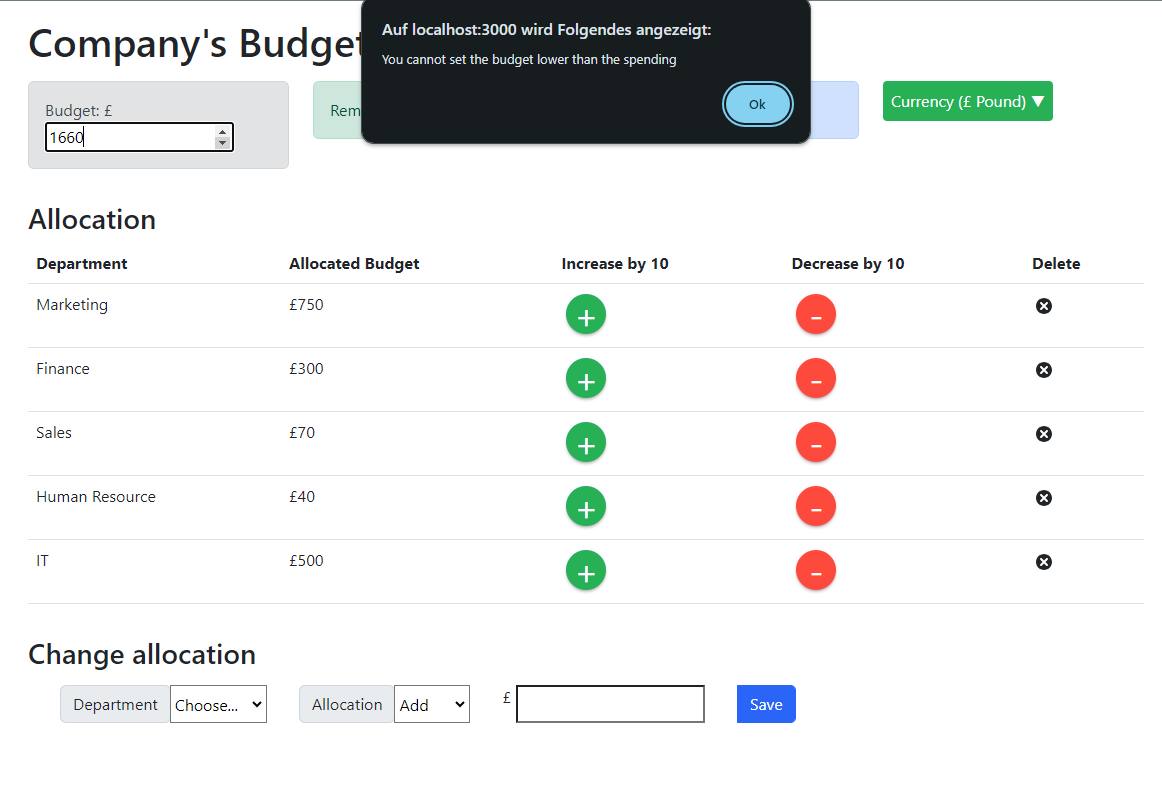 Auf localhost:3000 wird Folgendes angezeigt:
You cannot set the budget lower than the spending
Ok
Company's Budget
Budget: £
1660
Currency (£ Pound) ▼
Allocation
Department Allocated Budget Increase by 10 Decrease by 10 Delete
Marketing £750 + -
Finance £300 + -
Sales £70 + -
Human Resource £40 + -
IT £500 + -
Change allocation
Department Choose... Allocation Add £ Save